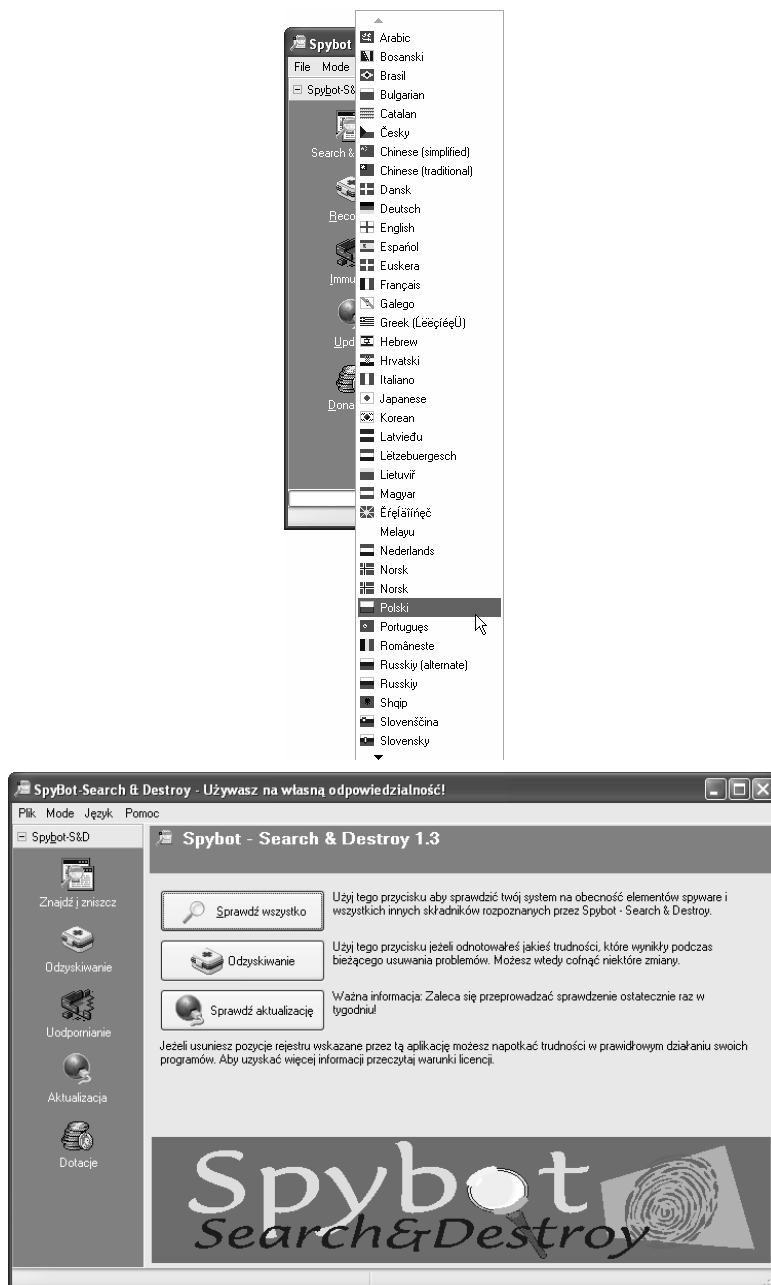 Spybot
File Mode
Spybot-S&
Search &
Reco
Immu
Upd
Dona
Arabic
Bosanski
Brasil
Bulgarian
Catalan
Česky
Chinese (simplified)
Chinese (traditional)
Dansk
Deutsch
English
Espańol
Euskera
Français
Galego
Greek (ĹëëçíéęÜ)
Hebrew
Hrvatski
Italiano
Japanese
Korean
Latvieđu
Lëtzebuergesch
Lietuviř
Magyar
Melayu
Nederlands
Norsk
Norsk
Polski
Portuguęs
Româneste
Russkiy (alternate)
Russkiy
Shqip
Slovenščina
Slovensky
SpyBot-Search & Destroy - Używasz na własną odpowiedzialność!
Plik Mode Język Pomoc
Spybot-S&D
Znajdź j zniszcz
Odzyskiwanie
Uodpornianie
Aktualizacja
Dotacje
Spybot - Search & Destroy 1.3
Sprawdź wszystko
Użyj tego przycisku aby sprawdzić twój system na obecność elementów spyware i
wszystkich innych składników rozpoznanych przez Spybot - Search & Destroy.
Odzyskiwanie
Użyj tego przycisku jeżeli odnotowałeś jakieś trudności, które wynikły podczas
bieżącego usuwania problemów. Możesz wtedy cofnąć niektóre zmiany.
Sprawdź aktualizację
Ważna informacja: Zaleca się przeprowadzać sprawdzenie ostatecznie raz w
tygodniu!
Jeżeli usuniesz pozycje rejestru wskazane przez tą aplikację możesz napotkać trudności w prawidłowym działaniu swoich
programów. Aby uzyskać więcej informacji przeczytaj warunki licencji.
Spybot
Search&Destroy